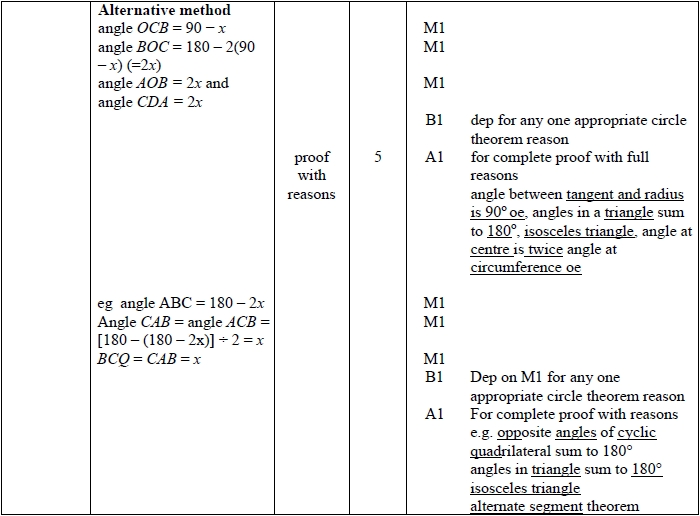 Alternative method
angle OCB = 90 – x M1
angle BOC = 180 – 2(90 M1
– x) (=2x)
angle AOB = 2x and M1
angle CDA = 2x
B1 dep for any one appropriate circle
theorem reason
proof 5 A1 for complete proof with full
with reasons
reasons angle between tangent and radius
is 90º oe, angles in a triangle sum
to 180º, isosceles triangle, angle at
centre is twice angle at
circumference oe
eg angle ABC = 180 – 2x M1
Angle CAB = angle ACB = M1
[180 – (180 – 2x)] ÷ 2 = x
BCQ = CAB = x M1
B1 Dep on M1 for any one
appropriate circle theorem reason
A1 For complete proof with reasons
e.g. opposite angles of cyclic
quadrilateral sum to 180°
angles in triangle sum to 180°
isosceles triangle
alternate segment theorem